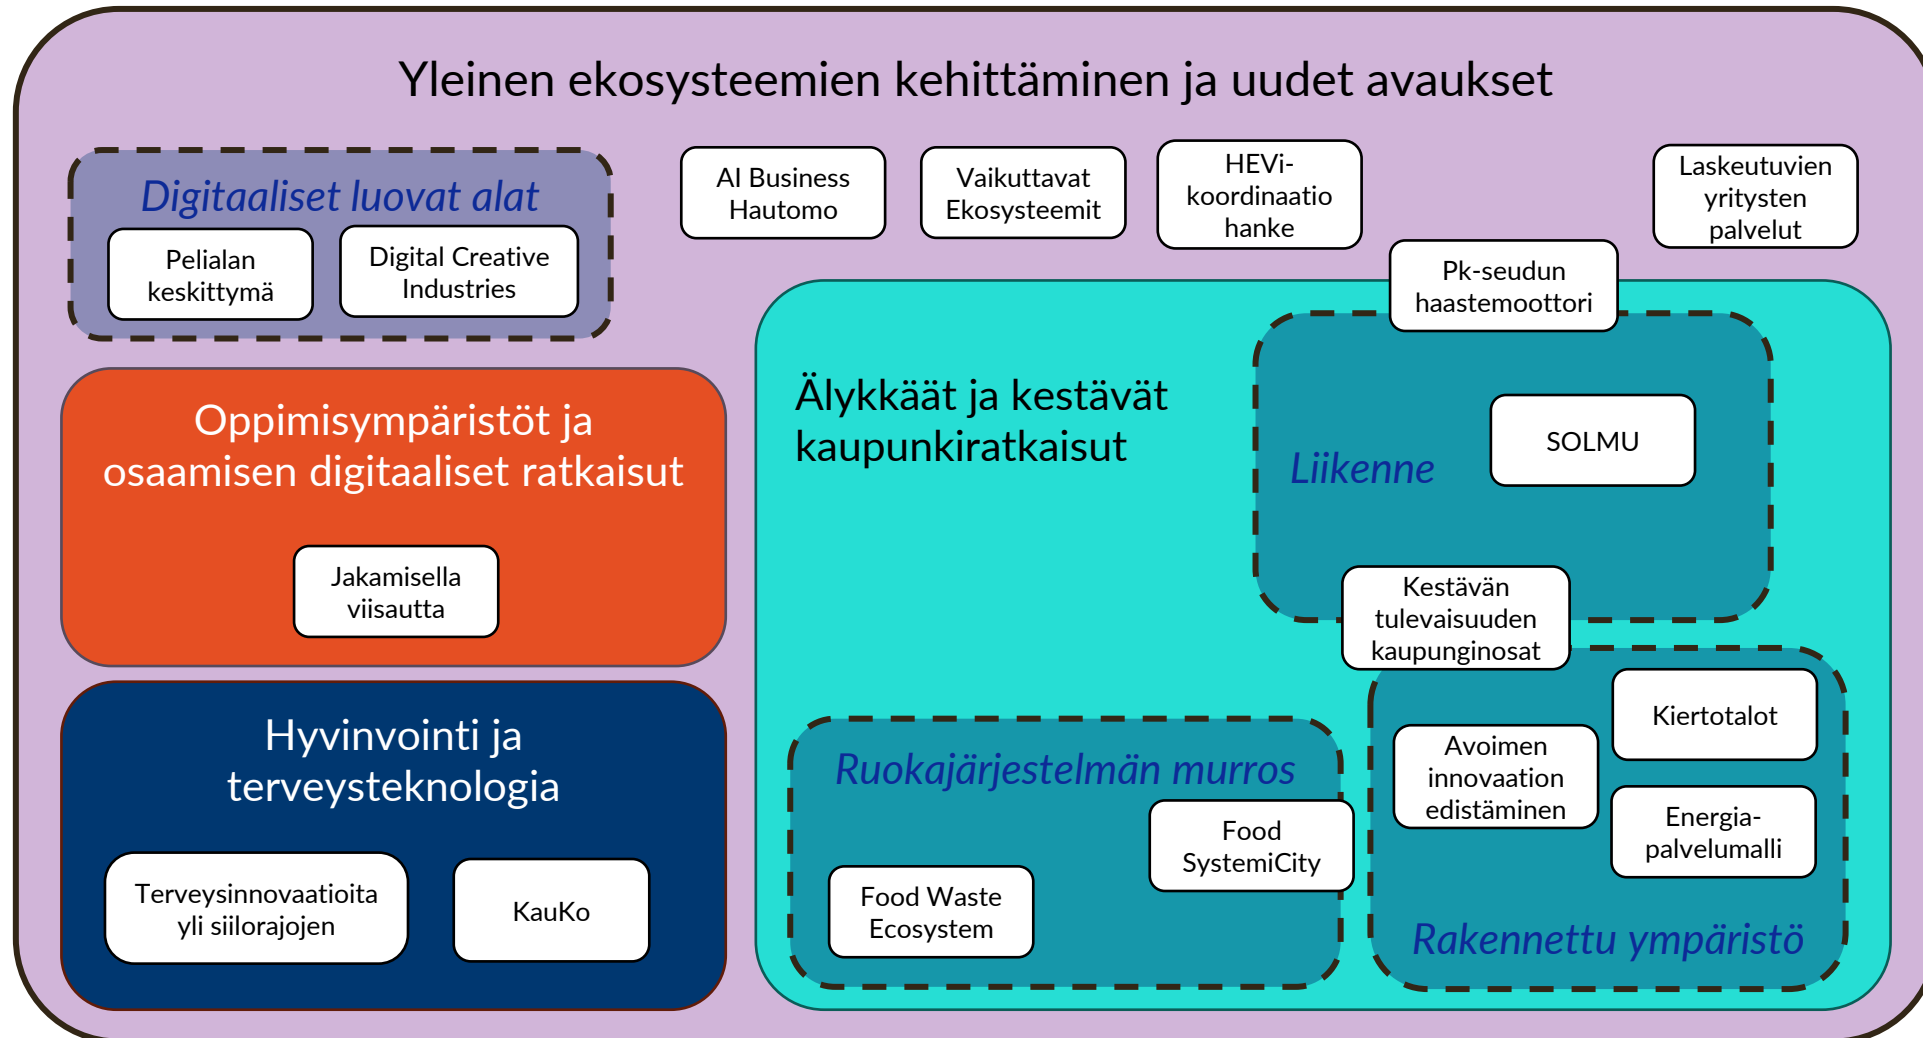 Yleinen ekosysteemien kehittäminen ja uudet avaukset
Digitaaliset luovat alat
Pelialan
keskittymä
Digital Creative
Industries
AI Business
Hautomo
Vaikuttavat
Ekosysteemit
HEVi-
koordinaatio
hanke
Laskeutuvien
yritysten
palvelut
Pk-seudun
haastemoottori
Oppimisympäristöt ja
osaamisen digitaaliset ratkaisut
Jakamisella
viisautta
Hyvinvointi ja
terveysteknologia
Terveysinnovaatioita
yli siilorajojen
KauKo
Älykkäät ja kestävät
kaupunkiratkaisut
Liikenne
SOLMU
Kestävän
tulevaisuuden
kaupunginosat
Ruokajärjestelmän murros
Food
SystemiCity
Food Waste
Ecosystem
Kiertotalot
Avoimen
innovaation
edistäminen
Energia-
palvelumalli
Rakennettu ympäristö